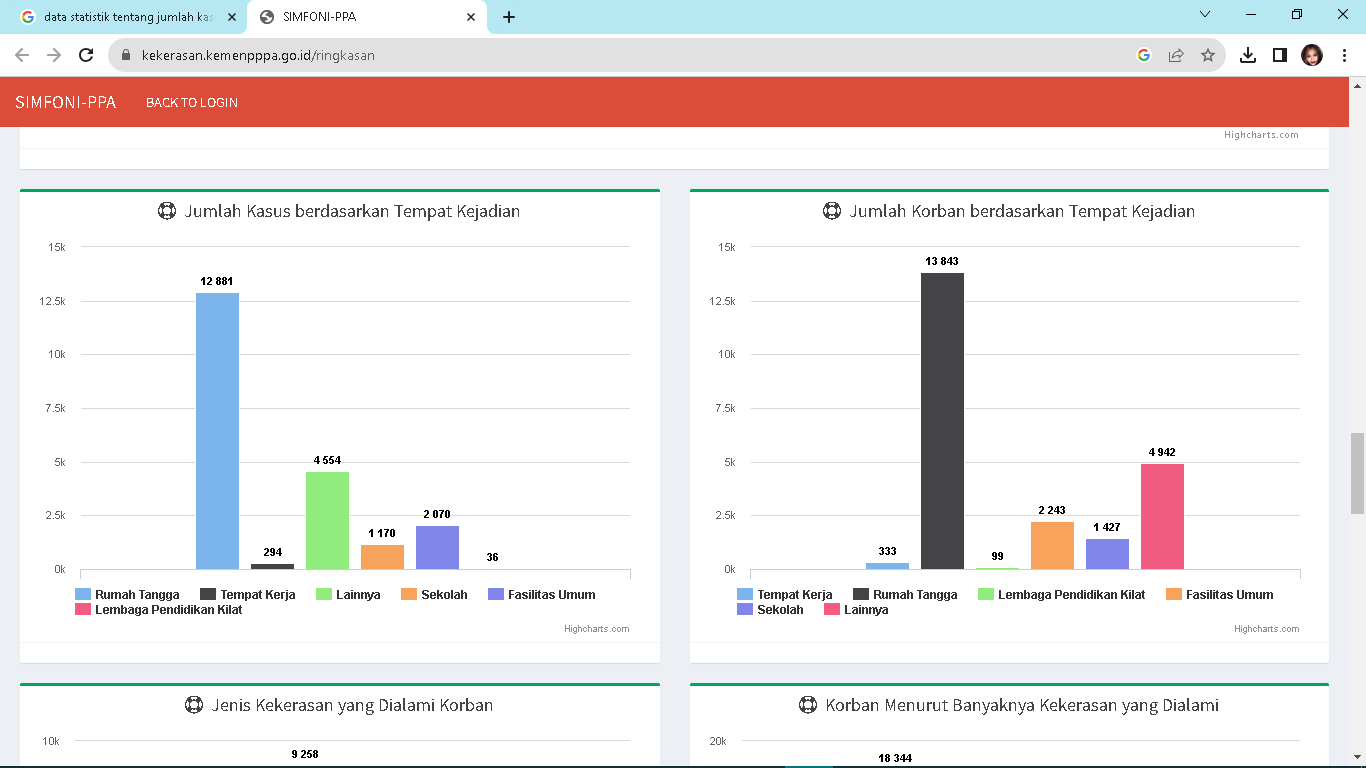 data statistik tentang jumlah kas
SIMFONI-PPA
kekerasan.kemenpppa.go.id/ringkasan
SIMFONI-PPA BACK TO LOGIN
Highcharts.com
Jumlah Kasus berdasarkan Tempat Kejadian
15k
12.5k
10k
7.5k
5k
2.5k
0k
12 881
294
4 554
1 170
2 070
36
Rumah Tangga Tempat Kerja Lainnya Sekolah Fasilitas Umum
Lembaga Pendidikan Kilat
Highcharts.com
Jumlah Korban berdasarkan Tempat Kejadian
15k
12.5k
10k
7.5k
5k
2.5k
0k
333
13 843
99
2 243
1 427
4 942
Tempat Kerja Rumah Tangga Lembaga Pendidikan Kilat Fasilitas Umum
Sekolah Lainnya
Highcharts.com
Jenis Kekerasan yang Dialami Korban
10k
9 258
Korban Menurut Banyaknya Kekerasan yang Dialami
20k
18 344